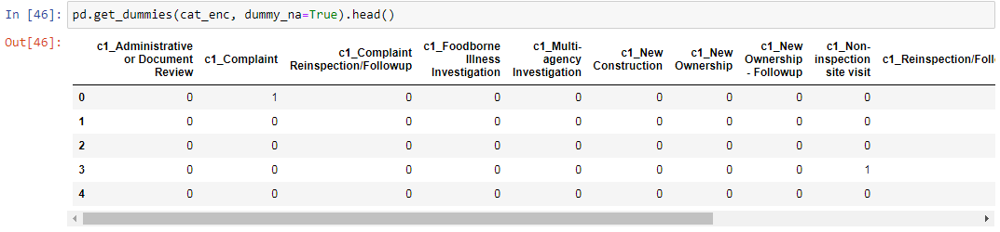 In [46]: pd.get_dummies(cat_enc, dummy_na=True).head()
Out[46]:
c1_Administrative or Document Review c1_Complaint c1_Complaint Reinspection/Followup c1_Foodborne Illness Investigation c1_Multi-agency Investigation c1_New Construction c1_New Ownership c1_New Ownership - Followup c1_Non-inspection site visit c1_Reinspection/Foll
0 0 1 0 0 0 0 0 0 0
1 0 0 0 0 0 0 0 0 0
2 0 0 0 0 0 0 0 0 0
3 0 0 0 0 0 0 0 0 1
4 0 0 0 0 0 0 0 0 0